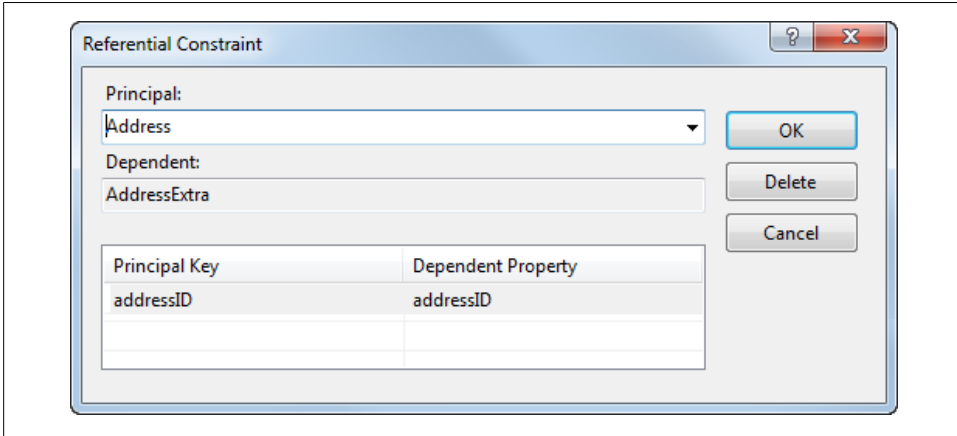 Referential Constraint
Principal:
Address
OK
Dependent:
AddressExtra
Delete
Cancel
Principal Key Dependent Property
addressID addressID